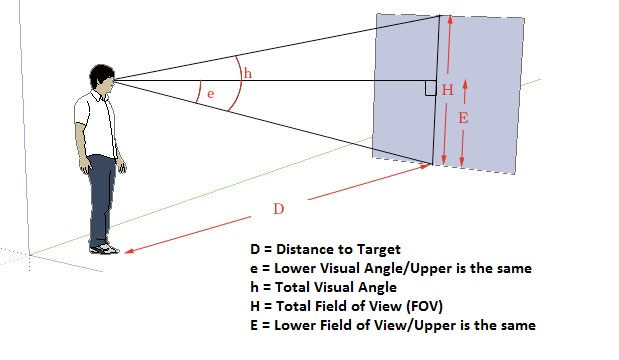 h
e
H
E
D
D = Distance to Target
e = Lower Visual Angle/Upper is the same
h = Total Visual Angle
H = Total Field of View (FOV)
E = Lower Field of View/Upper is the same